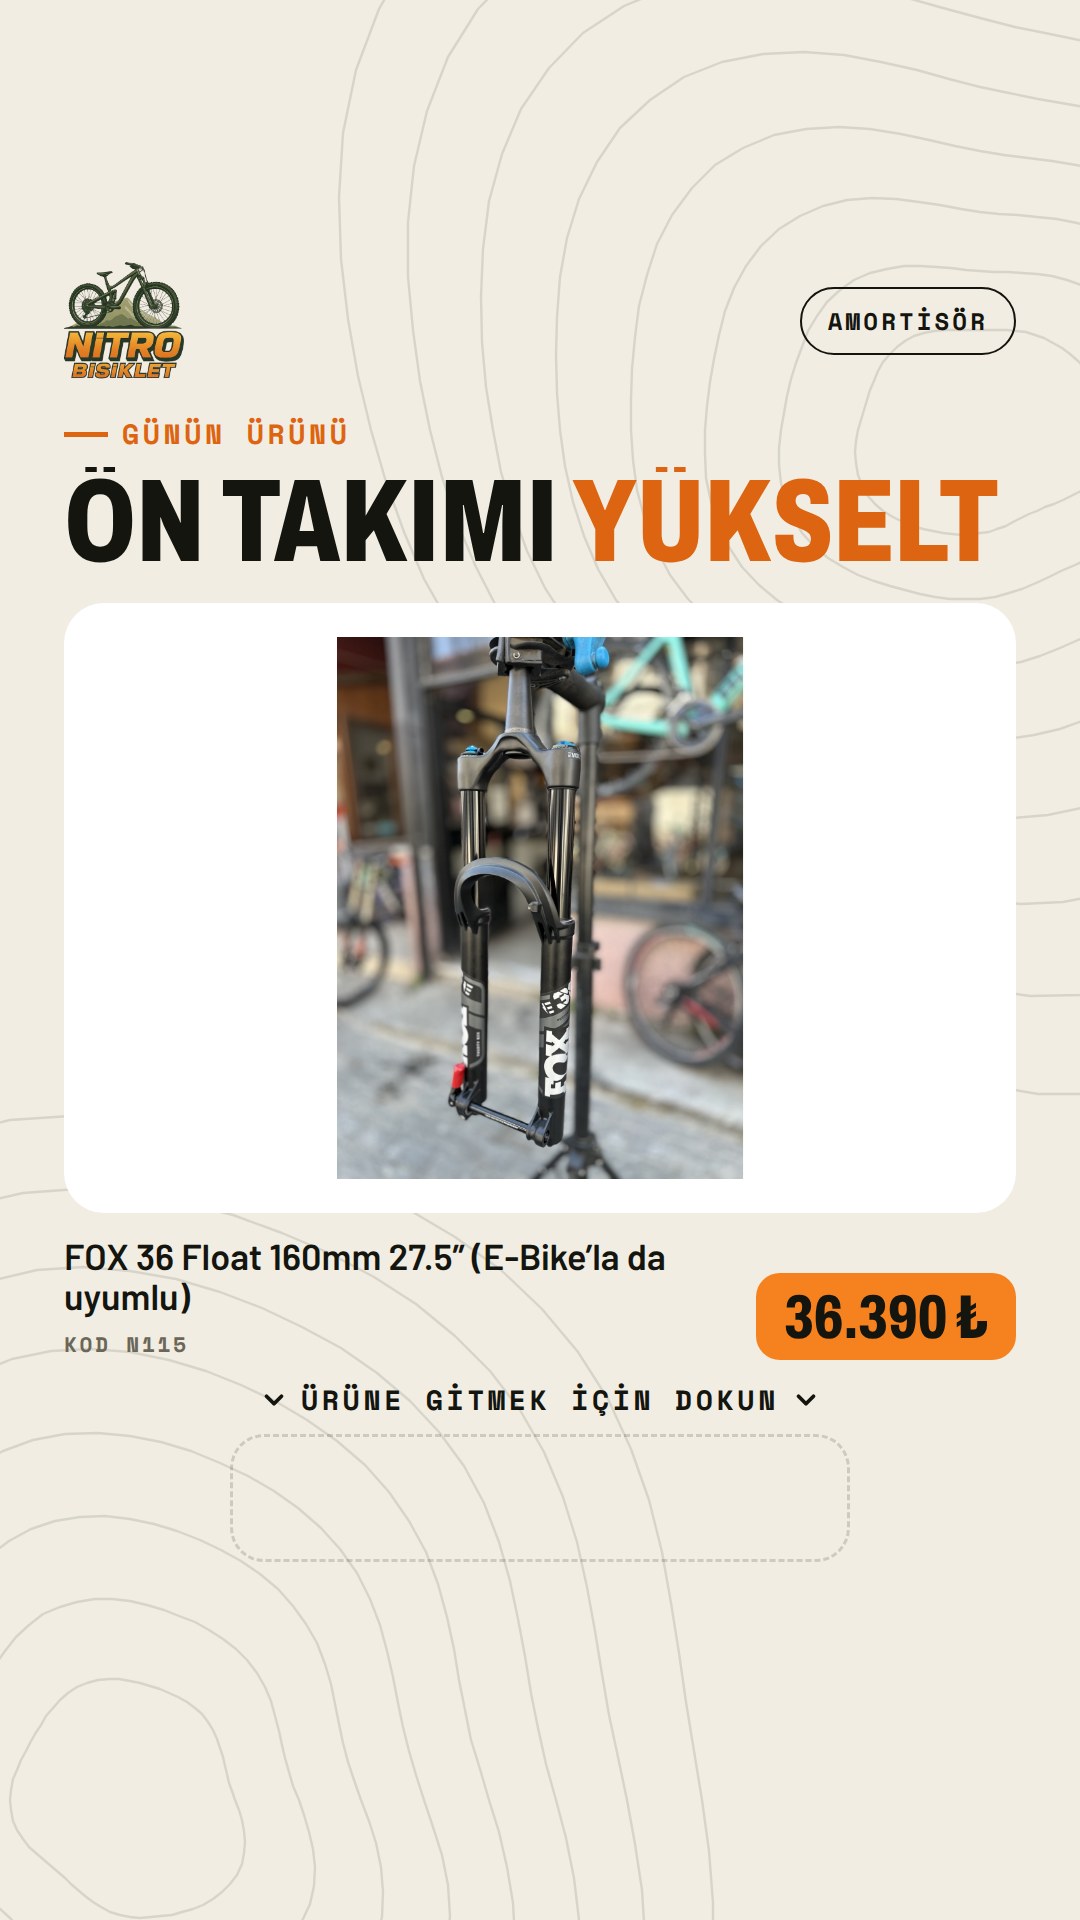 NiTRO
BiSiKLET
AMORTİSÖR
GÜNÜN ÜRÜNÜ
ÖN TAKIMI YÜKSELT
FOX
FOX 36 Float 160mm 27.5” (E-Bike’la da
uyumlu)
36.390 ₺
KOD N115
ÜRÜNE GİTMEK İÇİN DOKUN